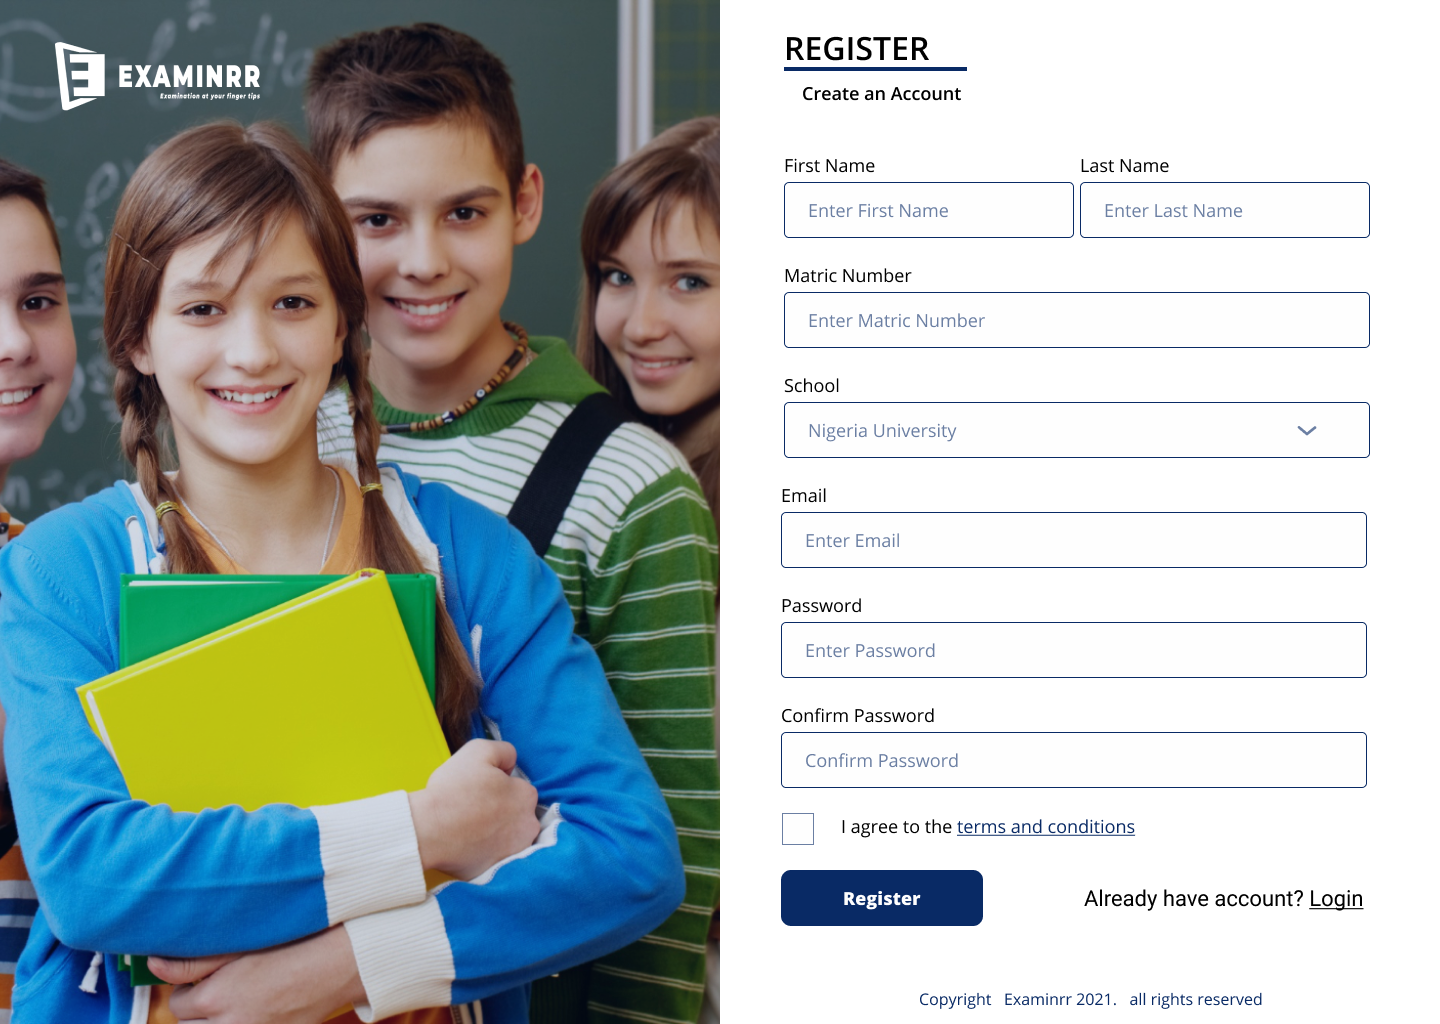 EXAMINRR
Examination at your finger tips
REGISTER
Create an Account
First Name
Last Name
Enter First Name
Enter Last Name
Matric Number
Enter Matric Number
School
Nigeria University
Email
Enter Email
Password
Enter Password
Confirm Password
Confirm Password
I agree to the terms and conditions
Register
Already have account? Login
Copyright Examinrr 2021. all rights reserved